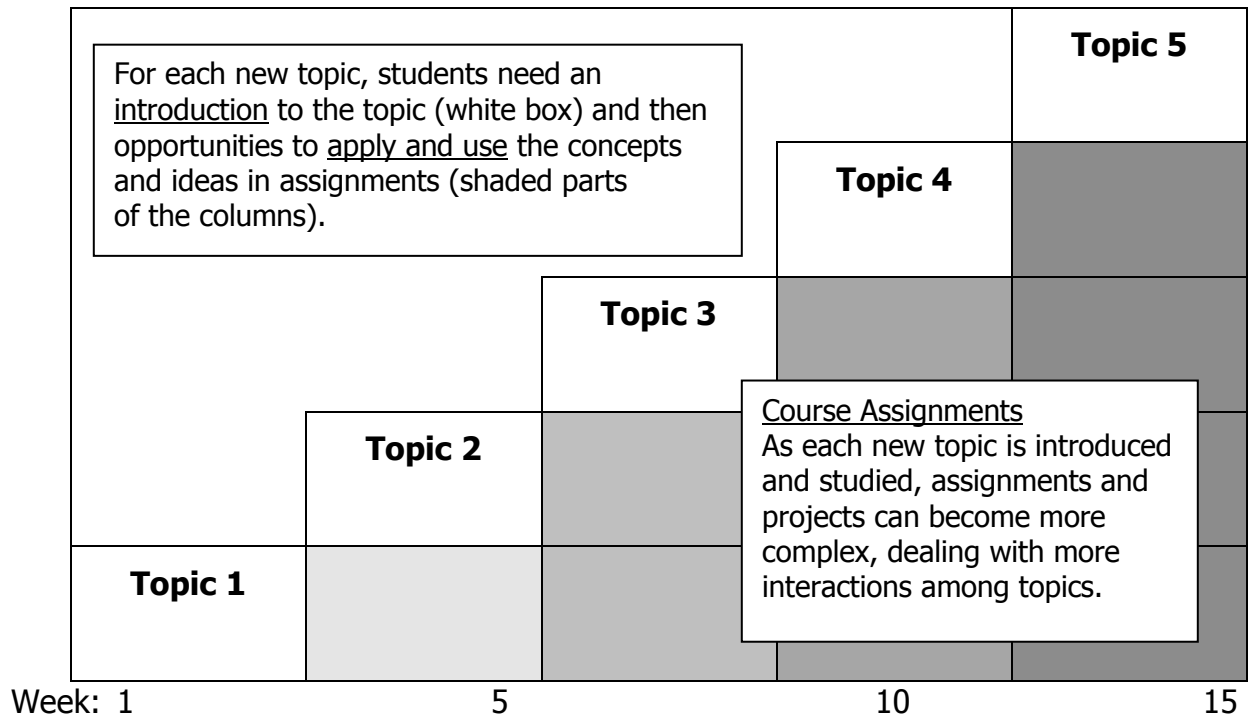 Topic 5
For each new topic, students need an
introduction to the topic (white box) and then
opportunities to apply and use the concepts
and ideas in assignments (shaded parts
of the columns).
Topic 4
Topic 3
Course Assignments
As each new topic is introduced
and studied, assignments and
projects can become more
complex, dealing with more
interactions among topics.
Topic 2
Topic 1
Week: 1 5 10 15